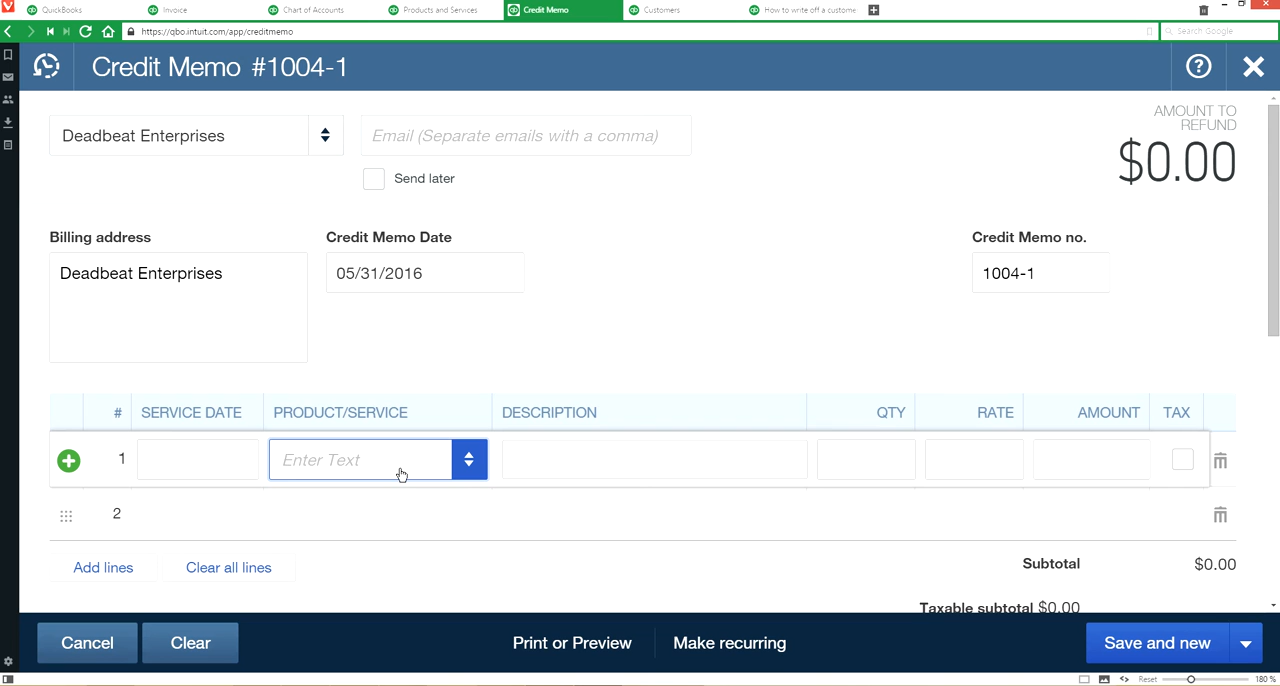 QuickBooks Invoice Chart of Accounts Products and Services Credit Memo Customers How to write off a custome
https://qbo.intuit.com/app/creditmemo Search Google
Credit Memo #1004-1
AMOUNT TO
REFUND
$0.00
Deadbeat Enterprises Email (Separate emails with a comma)
Send later
Billing address Credit Memo Date Credit Memo no.
Deadbeat Enterprises 05/31/2016 1004-1
# SERVICE DATE PRODUCT/SERVICE DESCRIPTION QTY RATE AMOUNT TAX
1 Enter Text
2
Add lines Clear all lines Subtotal $0.00
Taxable subtotal $0.00
Cancel Clear Print or Preview Make recurring Save and new
Reset 180 %